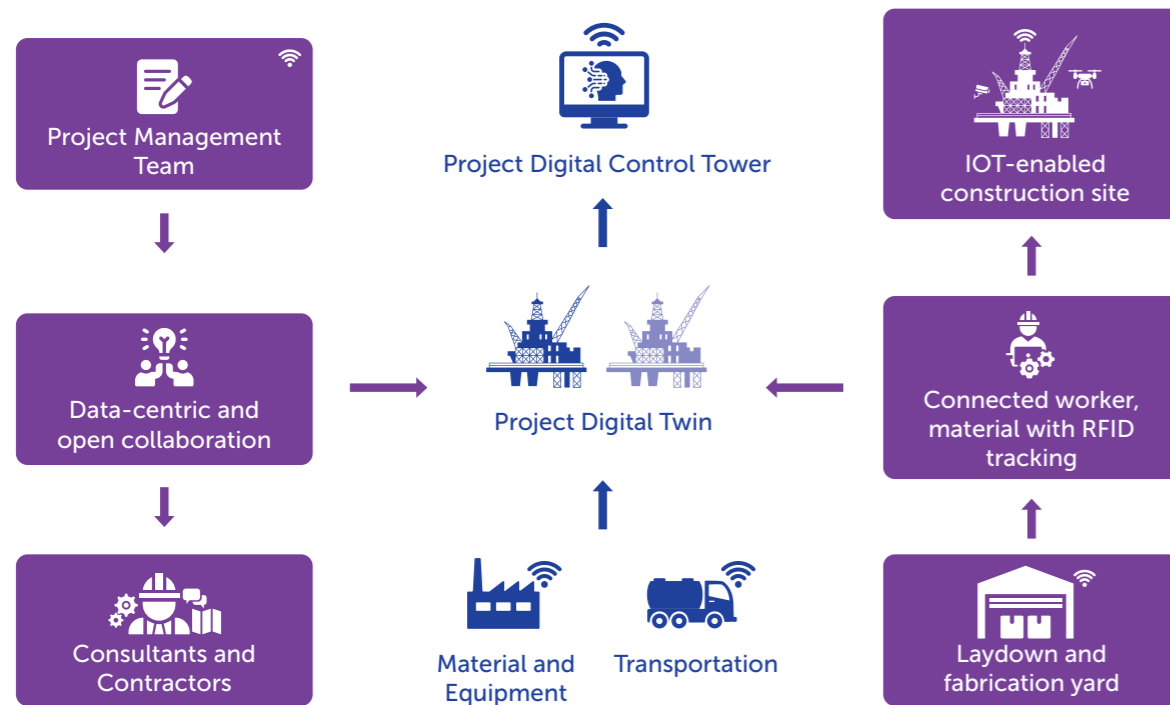 Project Management
Team
Project Digital Control Tower
IOT-enabled
construction site
Data-centric and
open collaboration
Project Digital Twin
Connected worker,
material with RFID
tracking
Consultants and
Contractors
Material and
Equipment
Transportation
Laydown and
fabrication yard